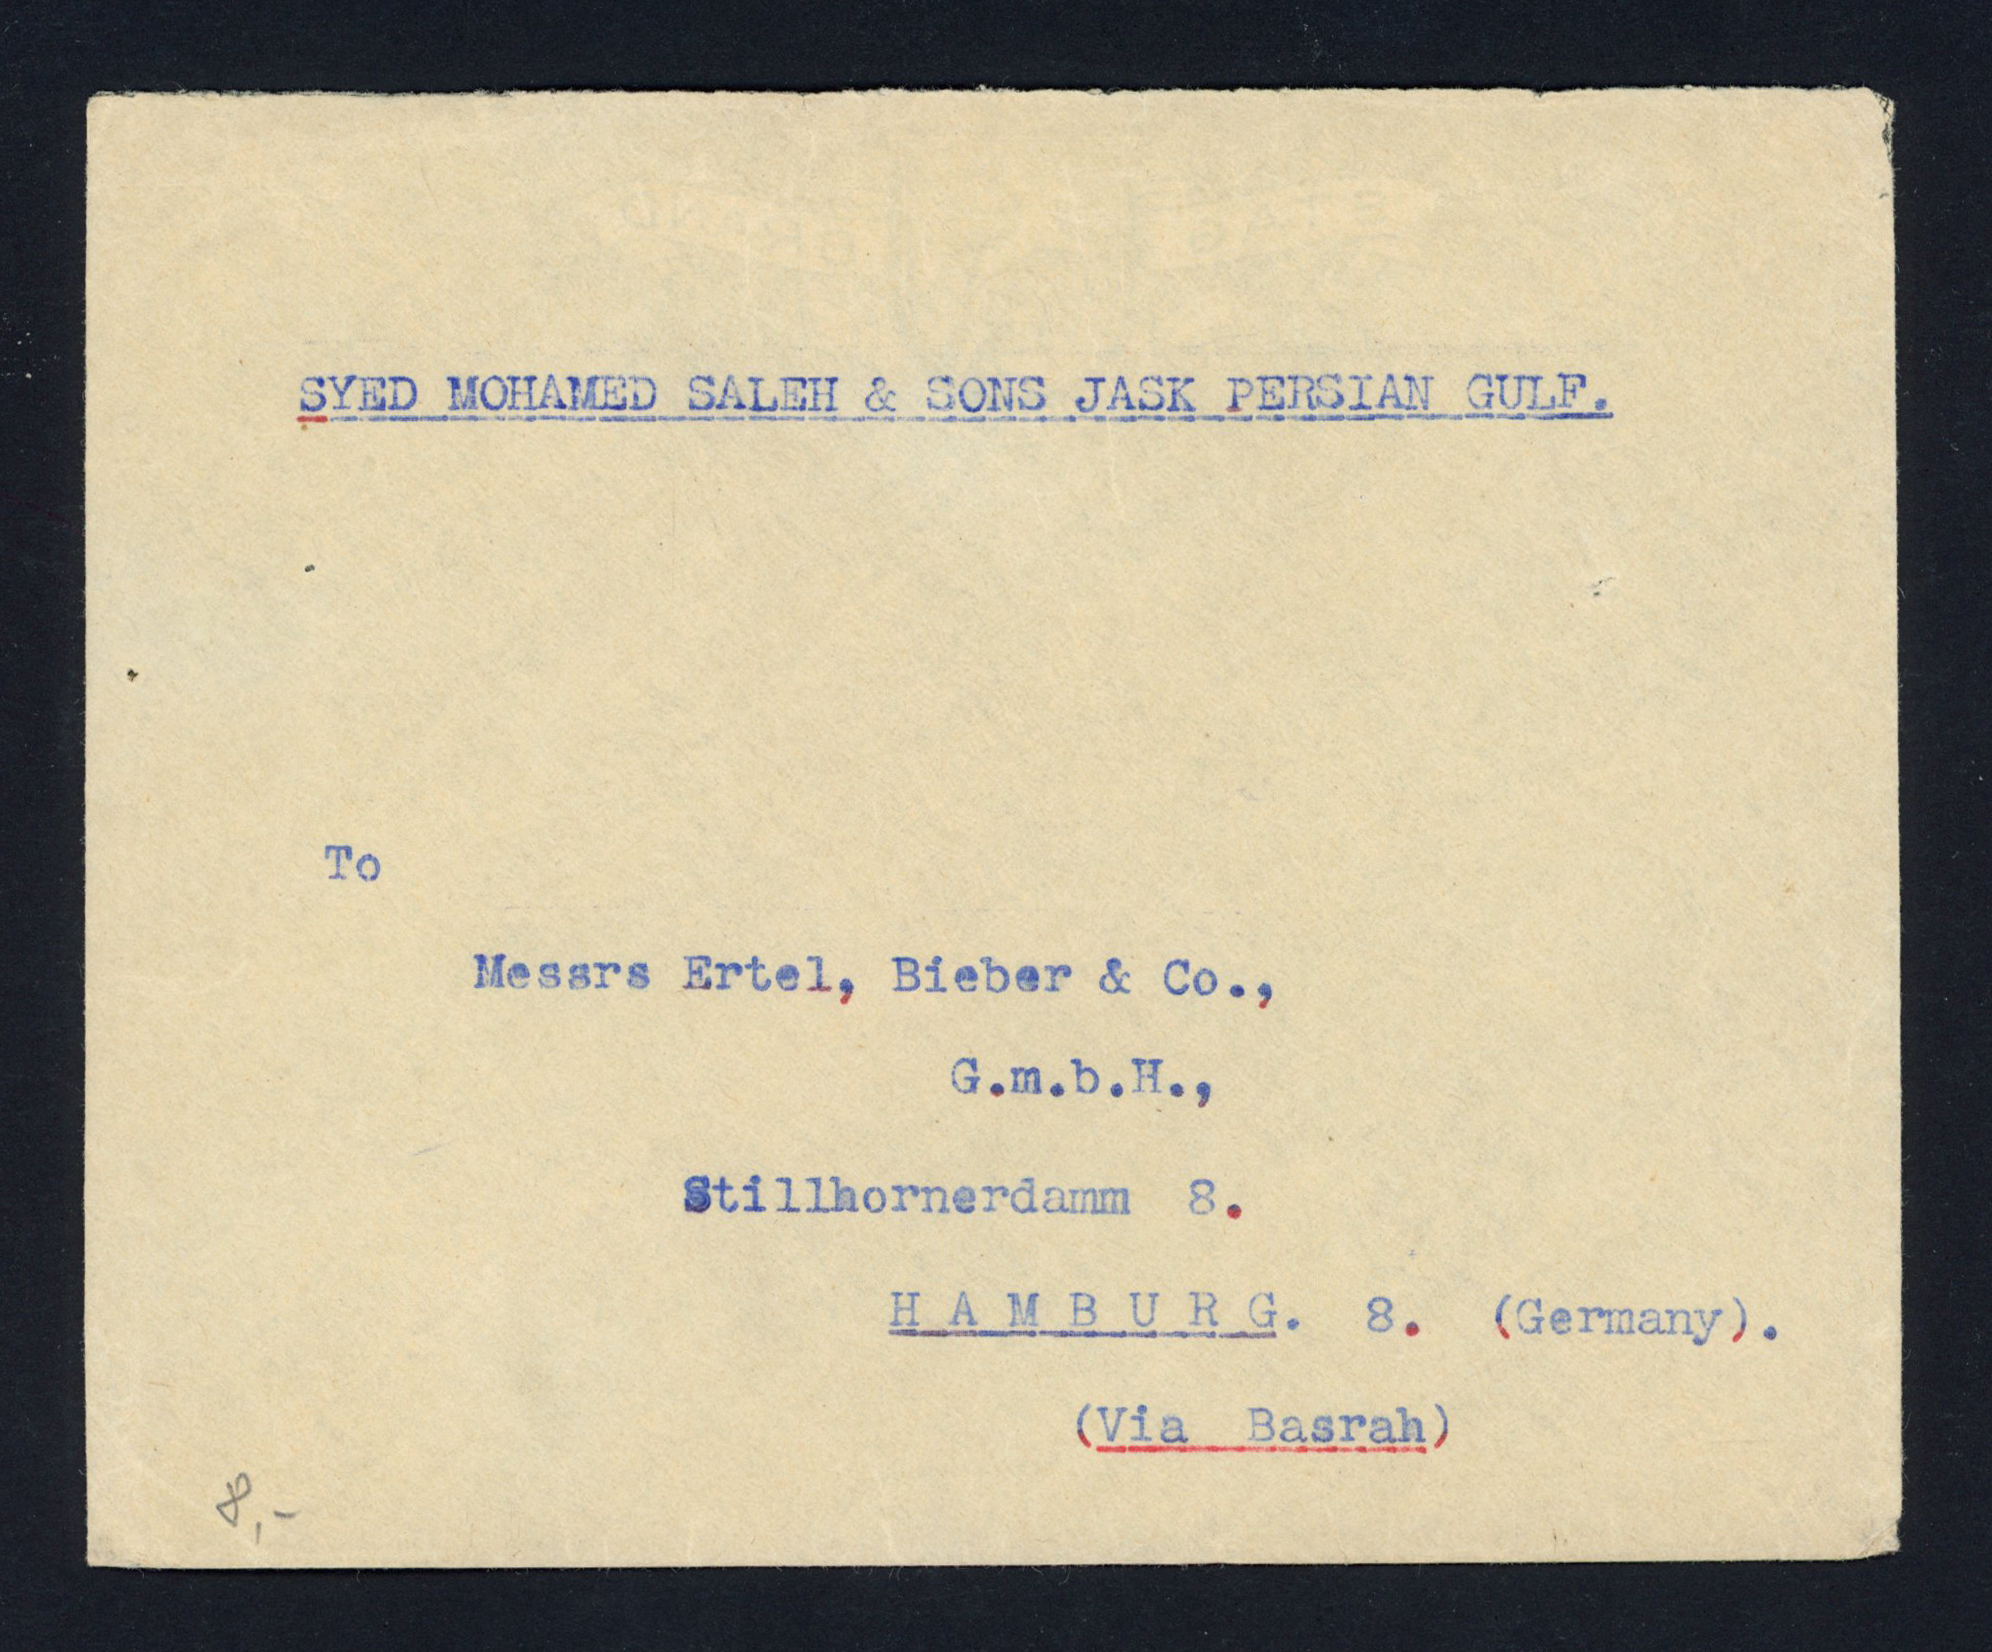 SYED MOHAMED SALEH & SONS JASK PERSIAN GULF.
To
Messrs Ertel, Bieber & Co.,
G.m.b.H.,
Stillhornerdamm 8.
H A M B U R G. 8. (Germany).
(Via Basrah)
8,-